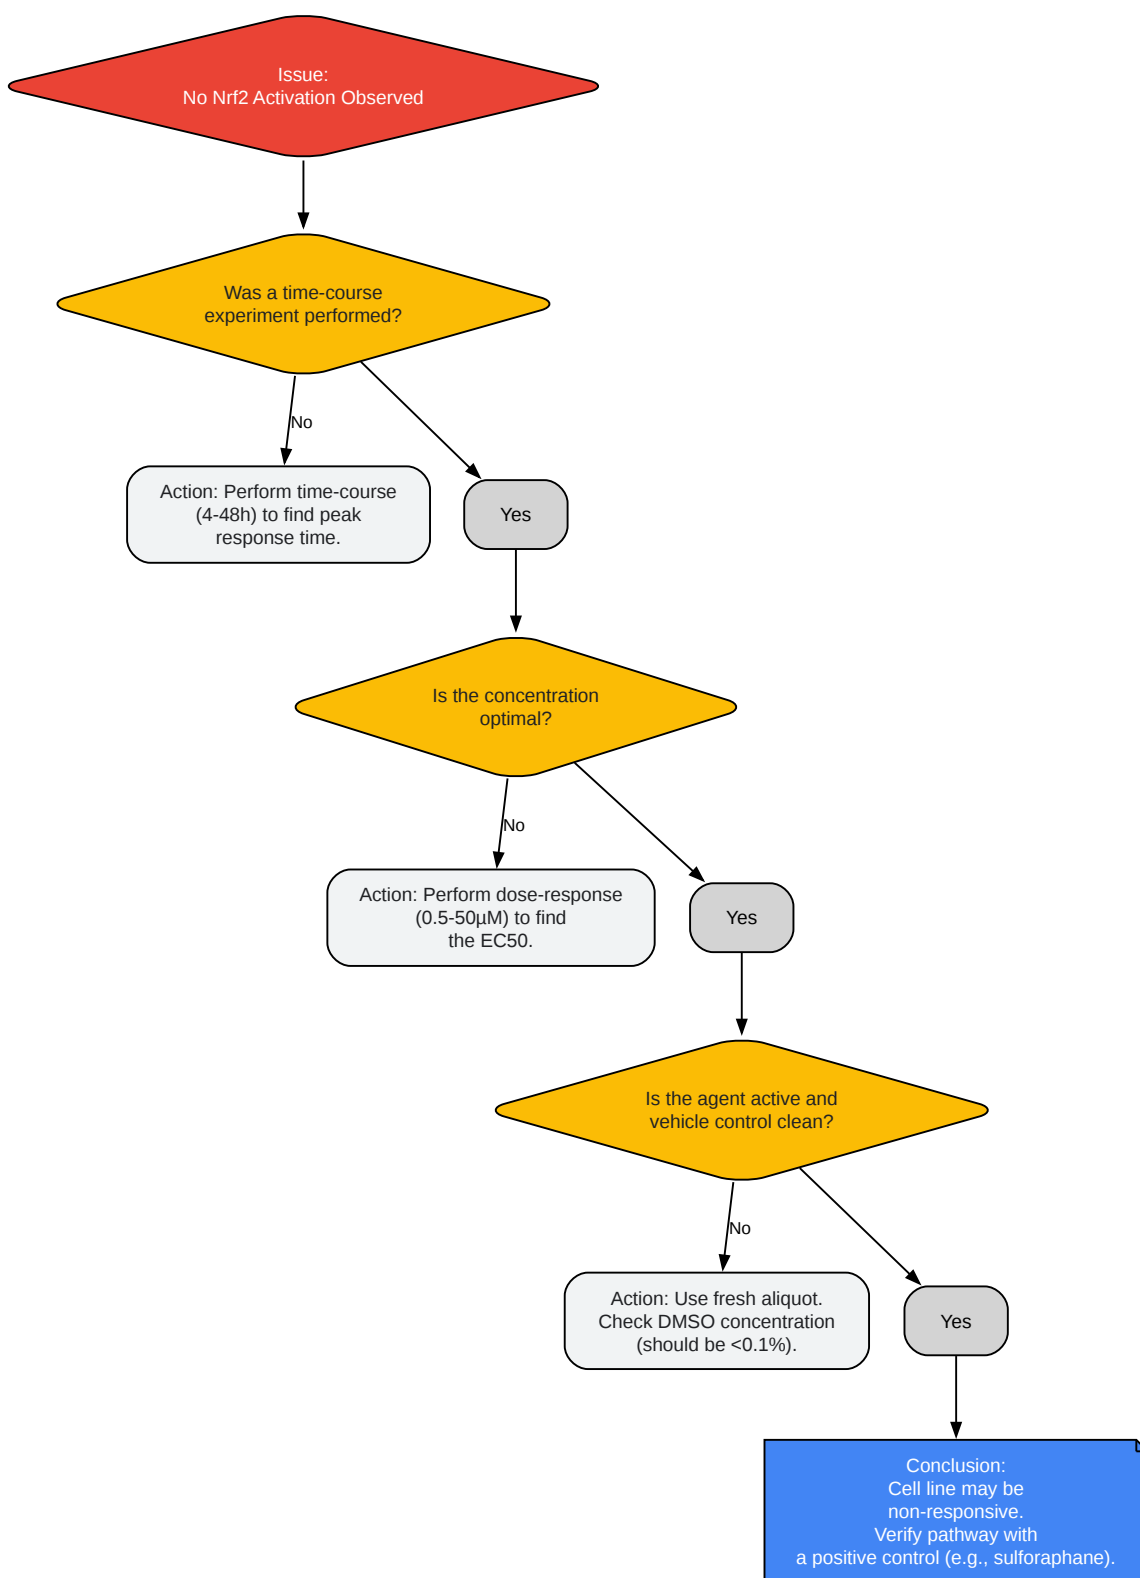 Issue:
No Nrf2 Activation Observed
Was a time-course
experiment performed?
No
Action: Perform time-course
(4-48h) to find peak
response time.
Yes
Is the concentration
optimal?
No
Action: Perform dose-response
(0.5-50µM) to find
the EC50.
Yes
Is the agent active and
vehicle control clean?
No
Action: Use fresh aliquot.
Check DMSO concentration
(should be <0.1%).
Yes
Conclusion:
Cell line may be
non-responsive.
Verify pathway with
a positive control (e.g., sulforaphane).